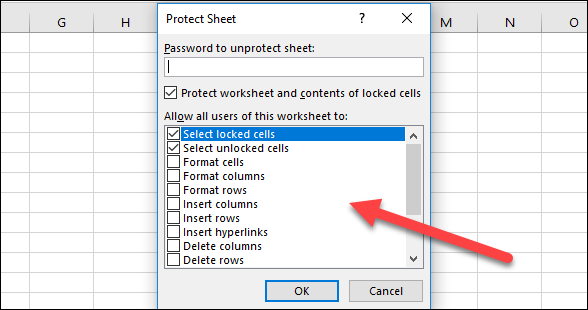 G H M N O
Protect Sheet ? ×
Password to unprotect sheet:
Protect worksheet and contents of locked cells
Allow all users of this worksheet to:
Select locked cells
Select unlocked cells
Format cells
Format columns
Format rows
Insert columns
Insert rows
Insert hyperlinks
Delete columns
Delete rows
OK Cancel